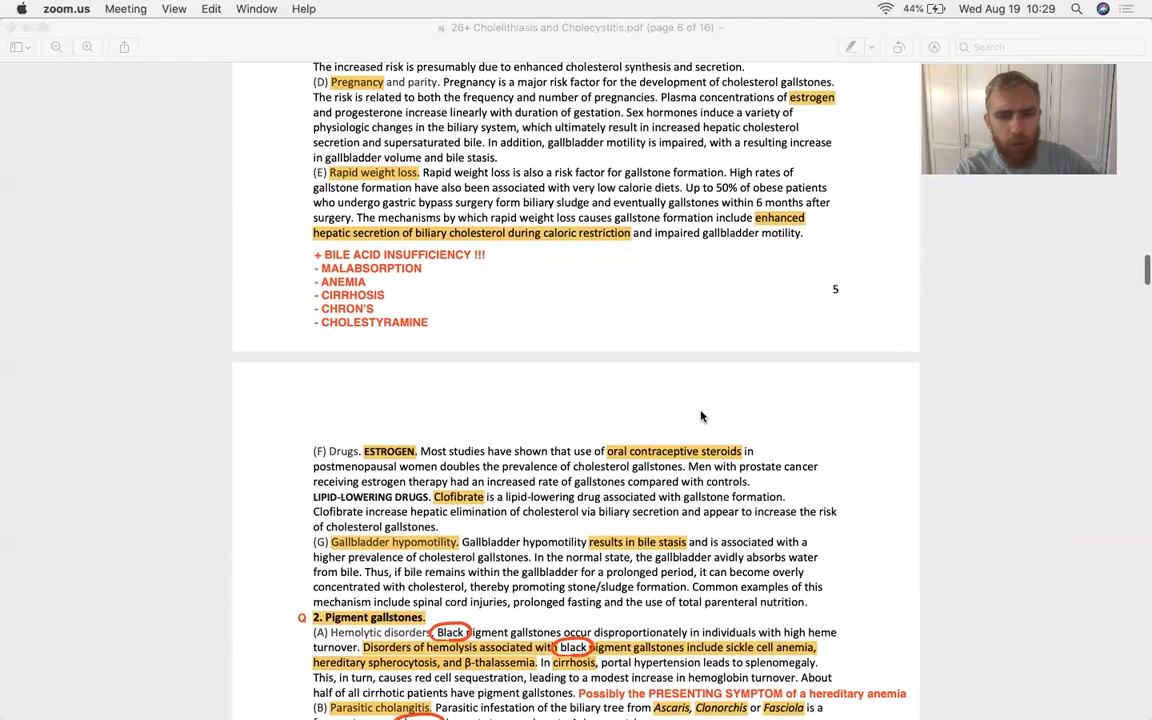 zoom.us Meeting View Edit Window Help 44% Wed Aug 19 10:29
26+ Cholelithiasis and Cholecystitis.pdf (page 6 of 16)
Search
The increased risk is presumably due to enhanced cholesterol synthesis and secretion.
(D) Pregnancy and parity. Pregnancy is a major risk factor for the development of cholesterol gallstones.
The risk is related to both the frequency and number of pregnancies. Plasma concentrations of estrogen
and progesterone increase linearly with duration of gestation. Sex hormones induce a variety of
physiologic changes in the biliary system, which ultimately result in increased hepatic cholesterol
secretion and supersaturated bile. In addition, gallbladder motility is impaired, with a resulting increase
in gallbladder volume and bile stasis.
(E) Rapid weight loss. Rapid weight loss is also a risk factor for gallstone formation. High rates of
gallstone formation have also been associated with very low calorie diets. Up to 50% of obese patients
who undergo gastric bypass surgery form biliary sludge and eventually gallstones within 6 months after
surgery. The mechanisms by which rapid weight loss causes gallstone formation include enhanced
hepatic secretion of biliary cholesterol during caloric restriction and impaired gallbladder motility.
+ BILE ACID INSUFFICIENCY !!!
- MALABSORPTION
- ANEMIA
- CIRRHOSIS
- CHRON'S
- CHOLESTYRAMINE
5
(F) Drugs. ESTROGEN. Most studies have shown that use of oral contraceptive steroids in
postmenopausal women doubles the prevalence of cholesterol gallstones. Men with prostate cancer
receiving estrogen therapy had an increased rate of gallstones compared with controls.
LIPID-LOWERING DRUGS. Clofibrate is a lipid-lowering drug associated with gallstone formation.
Clofibrate increase hepatic elimination of cholesterol via biliary secretion and appear to increase the risk
of cholesterol gallstones.
(G) Gallbladder hypomotility. Gallbladder hypomotility results in bile stasis and is associated with a
higher prevalence of cholesterol gallstones. In the normal state, the gallbladder avidly absorbs water
from bile. Thus, if bile remains within the gallbladder for a prolonged period, it can become overly
concentrated with cholesterol, thereby promoting stone/sludge formation. Common examples of this
mechanism include spinal cord injuries, prolonged fasting and the use of total parenteral nutrition.
Q 2. Pigment gallstones.
(A) Hemolytic disorders. Black pigment gallstones occur disproportionately in individuals with high heme
turnover. Disorders of hemolysis associated with black pigment gallstones include sickle cell anemia,
hereditary spherocytosis, and β-thalassemia. In cirrhosis, portal hypertension leads to splenomegaly.
This, in turn, causes red cell sequestration, leading to a modest increase in hemoglobin turnover. About
half of all cirrhotic patients have pigment gallstones. Possibly the PRESENTING SYMPTOM of a hereditary anemia
(B) Parasitic cholangitis. Parasitic infestation of the biliary tree from Ascaris, Clonorchis or Fasciola is a